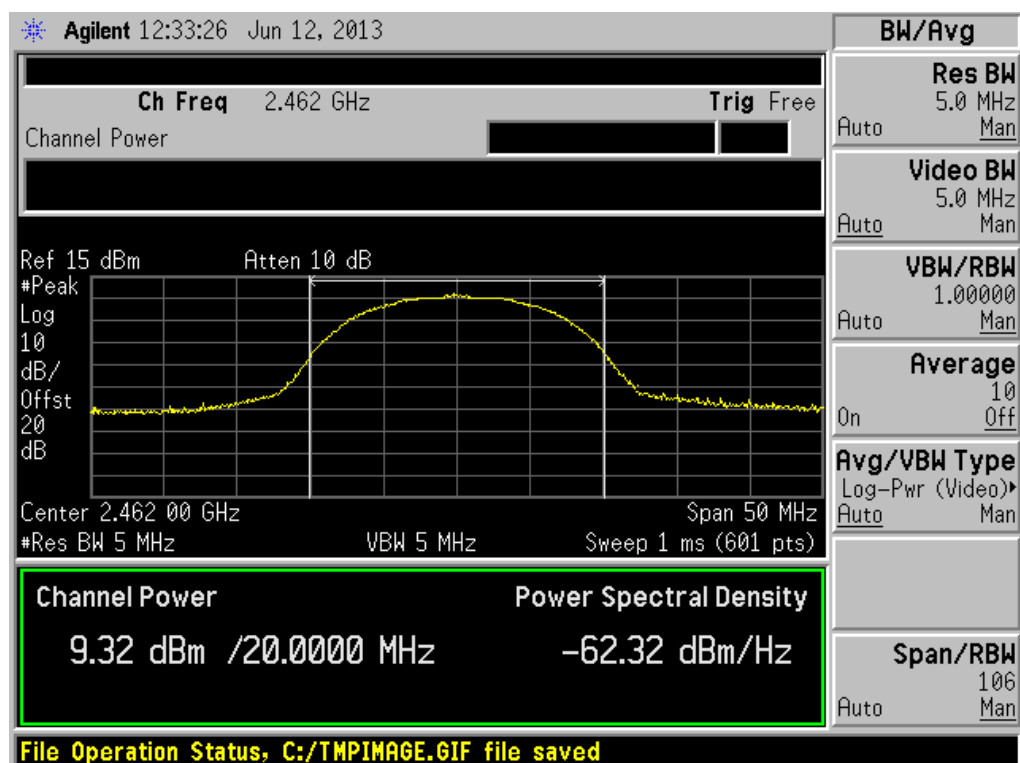 Agilent 12:33:26 Jun 12, 2013
BW/Avg
Ch Freq 2.462 GHz
Trig Free
Channel Power
Ref 15 dBm
Atten 10 dB
#Peak
Log
10
dB/
Offst
20
dB
Center 2.462 00 GHz
Span 50 MHz
#Res BW 5 MHz
VBW 5 MHz
Sweep 1 ms (601 pts)
Channel Power
Power Spectral Density
9.32 dBm /20.0000 MHz
-62.32 dBm/Hz
Res BW
5.0 MHz
Auto Man
Video BW
5.0 MHz
Auto Man
VBW/RBW
1.00000
Auto Man
Average
10
On Off
Avg/VBW Type
Log-Pwr (Video)▸
Auto Man
Span/RBW
106
Auto Man
File Operation Status, C:/TMPIMAGE.GIF file saved